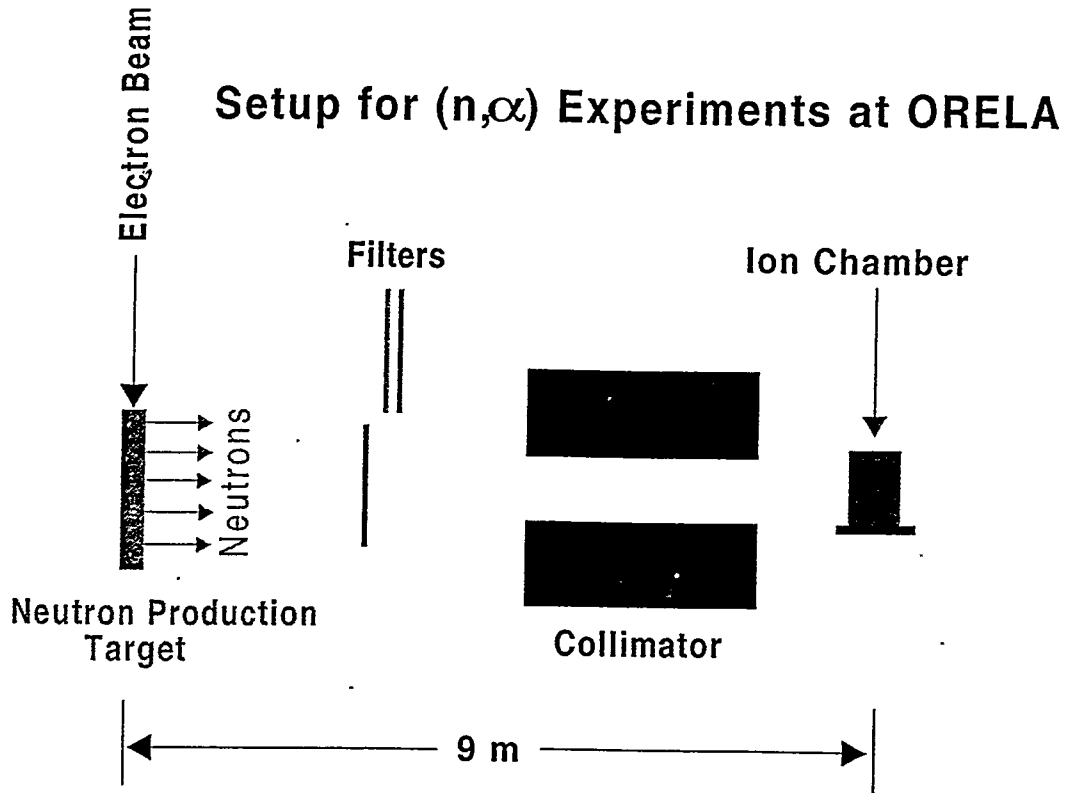 Electron Beam
Setup for (n,α) Experiments at ORELA
Filters
Ion Chamber
Neutrons
Neutron Production
Target
Collimator
9 m